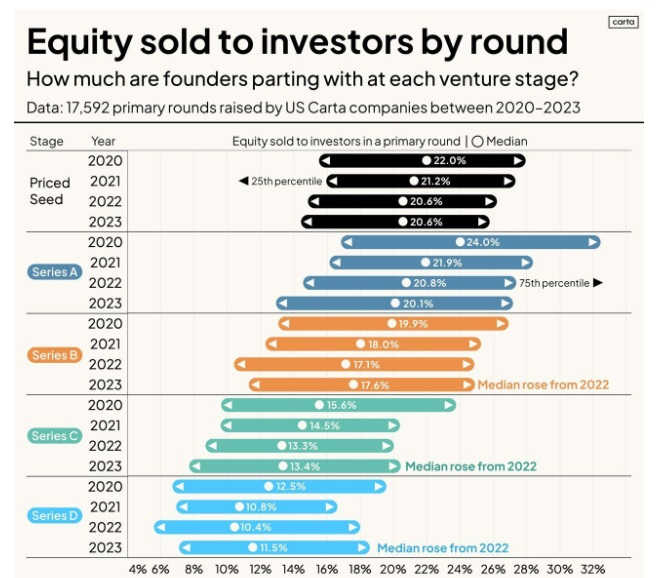 carta
Equity sold to investors by round
How much are founders parting with at each venture stage?
Data: 17,592 primary rounds raised by US Carta companies between 2020–2023
Stage Year Equity sold to investors in a primary round | Median
Priced Seed
2020 22.0%
2021 25th percentile 21.2%
2022 20.6%
2023 20.6%
Series A
2020 24.0%
2021 21.9%
2022 20.8% 75th percentile
2023 20.1%
Series B
2020 19.9%
2021 18.0%
2022 17.1%
2023 17.6% Median rose from 2022
Series C
2020 15.6%
2021 14.5%
2022 13.3%
2023 13.4% Median rose from 2022
Series D
2020 12.5%
2021 10.8%
2022 10.4%
2023 11.5% Median rose from 2022
4% 6% 8% 10% 12% 14% 16% 18% 20% 22% 24% 26% 28% 30% 32%